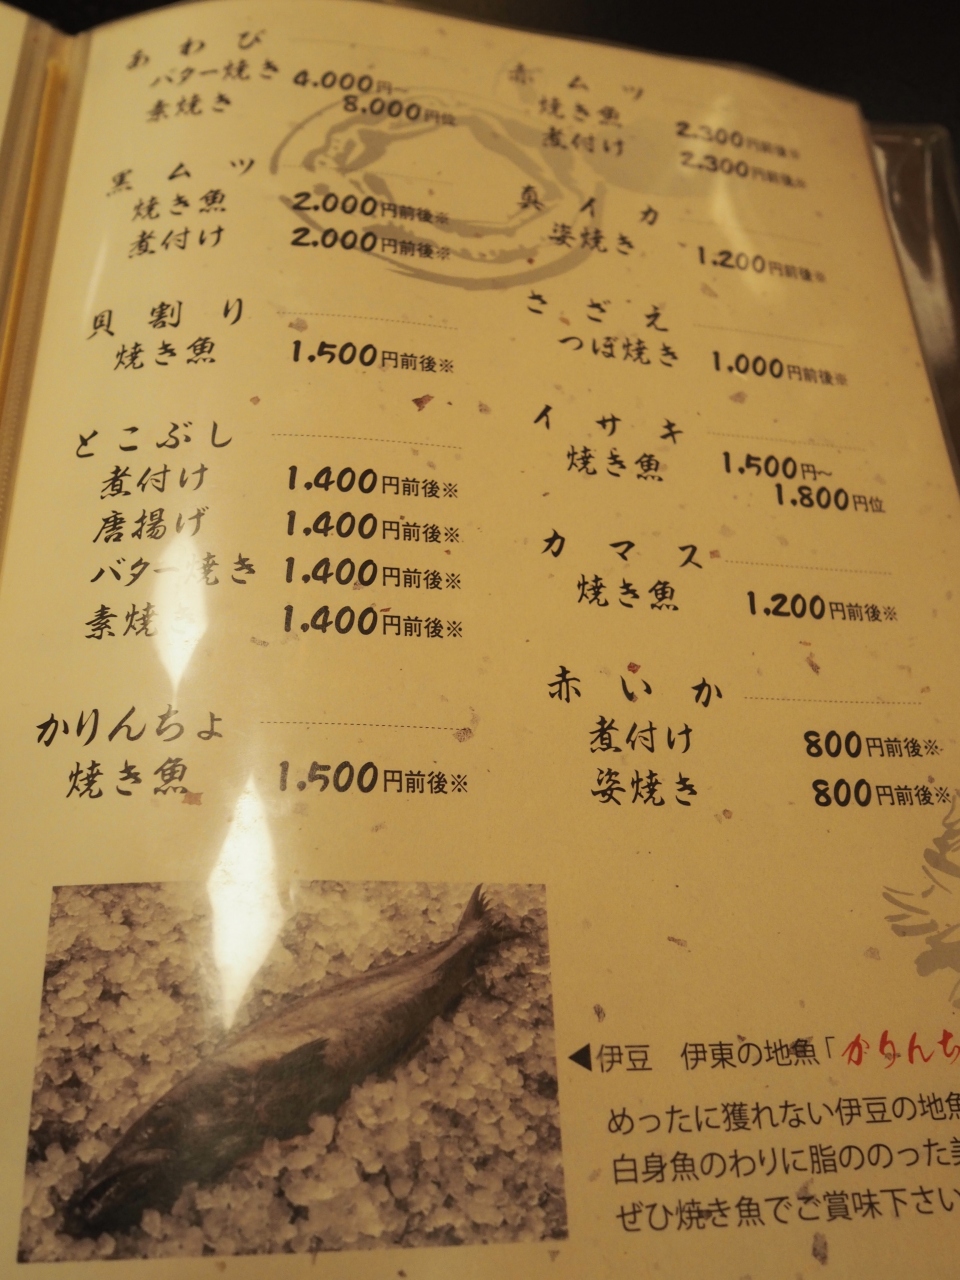 あわび
バター焼き 4.000円〜
素焼き 8.000円位
黒ムツ
焼き魚 2.000円前後※
煮付け 2.000円前後※
貝割り
焼き魚 1.500円前後※
とこぶし
煮付け 1.400円前後※
唐揚げ 1.400円前後※
バター焼き 1.400円前後※
素焼き 1.400円前後※
かりんちょ
焼き魚 1.500円前後※
赤ムツ
焼き魚 2.300円前後※
煮付け 2.300円前後※
真イカ
姿焼き 1.200円前後※
さざえ
つぼ焼き 1.000円前後※
イサキ
焼き魚 1.500円〜
1.800円位
カマス
焼き魚 1.200円前後※
赤いか
煮付け 800円前後※
姿焼き 800円前後※
◀伊豆 伊東の地魚「かりんち
めったに獲れない伊豆の地魚
白身魚のわりに脂ののった美
ぜひ焼き魚でご賞味下さい